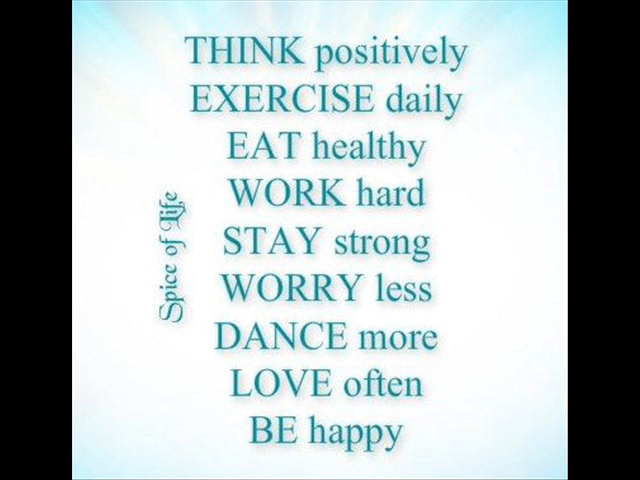 THINK positively
EXERCISE daily
EAT healthy
WORK hard
STAY strong
WORRY less
DANCE more
LOVE often
BE happy
Spice of Life